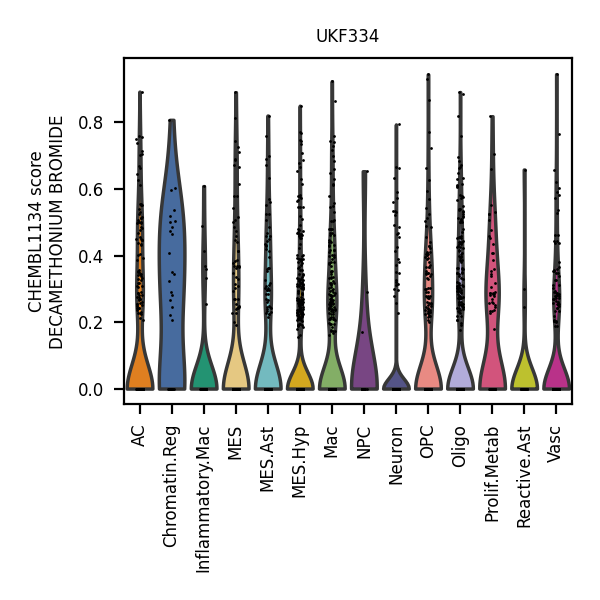 UKF334
CHEMBL1134 score
DECAMETHONIUM BROMIDE
0.8
0.6
0.4
0.2
0.0
AC
Chromatin.Reg
Inflammatory.Mac
MES
MES.Ast
MES.Hyp
Mac
NPC
Neuron
OPC
Oligo
Prolif.Metab
Reactive.Ast
Vasc